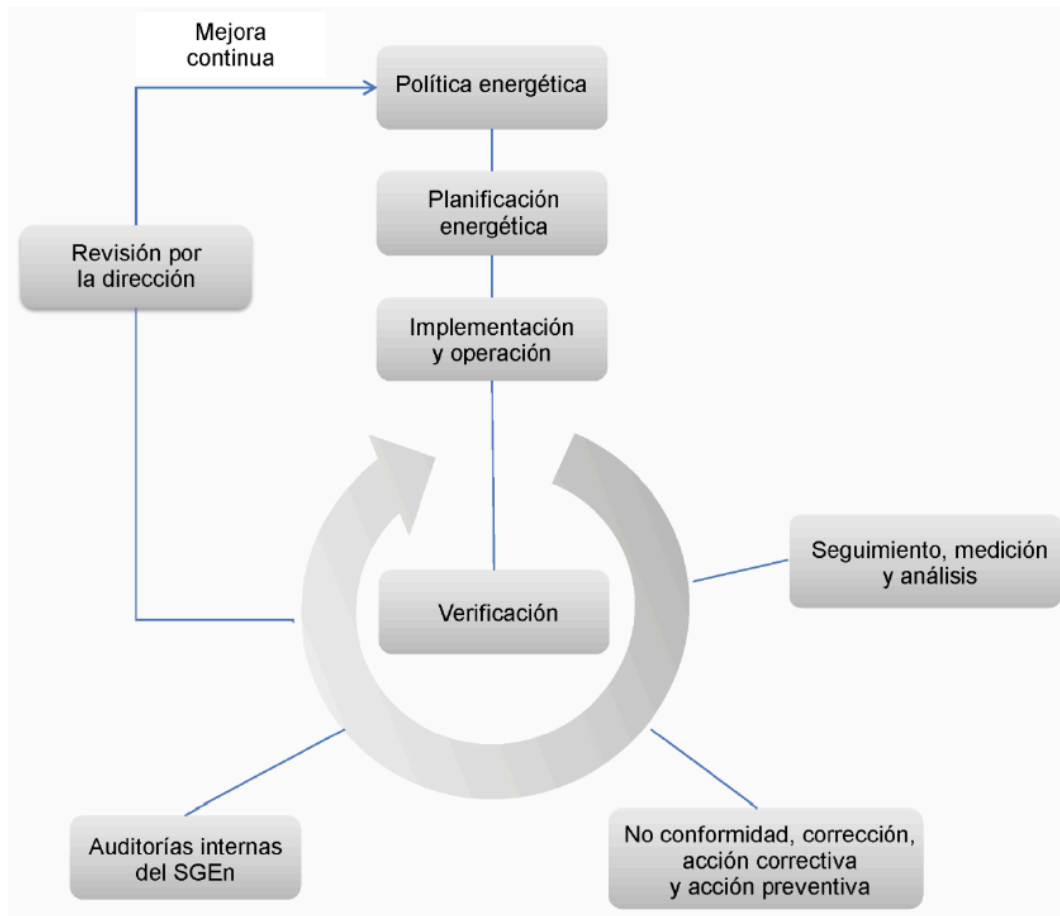 Mejora
continua
Política energética
Planificación
energética
Revisión por
la dirección
Implementación
y operación
Seguimiento, medición
y análisis
Verificación
Auditorías internas
del SGEn
No conformidad, corrección,
acción correctiva
y acción preventiva